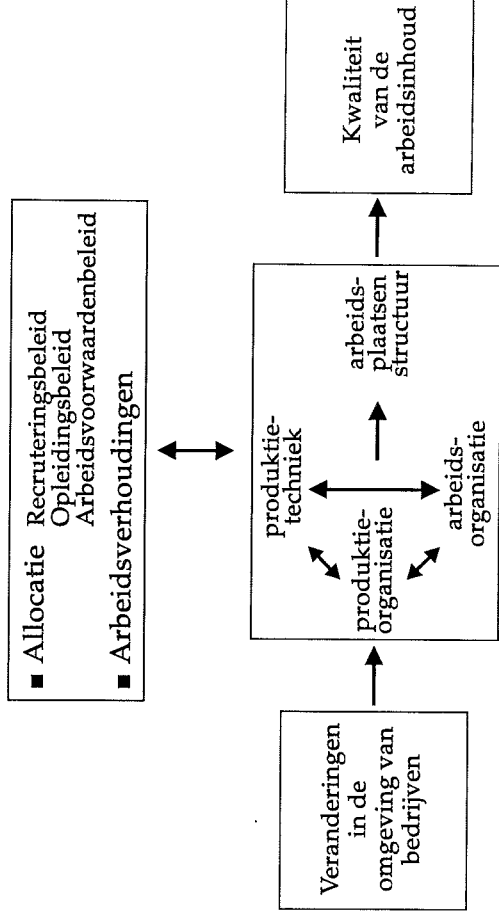 ■ Allocatie Recruteringsbeleid
Opleidingsbeleid
Arbeidsvoorwaardenbeleid
■ Arbeidsverhoudingen
Veranderingen
in de
omgeving van
bedrijven
produktie-
techniek
produktie-
organisatie
arbeids-
organisatie
arbeids-
plaatsen
structuur
Kwaliteit
van de
arbeidsinhoud